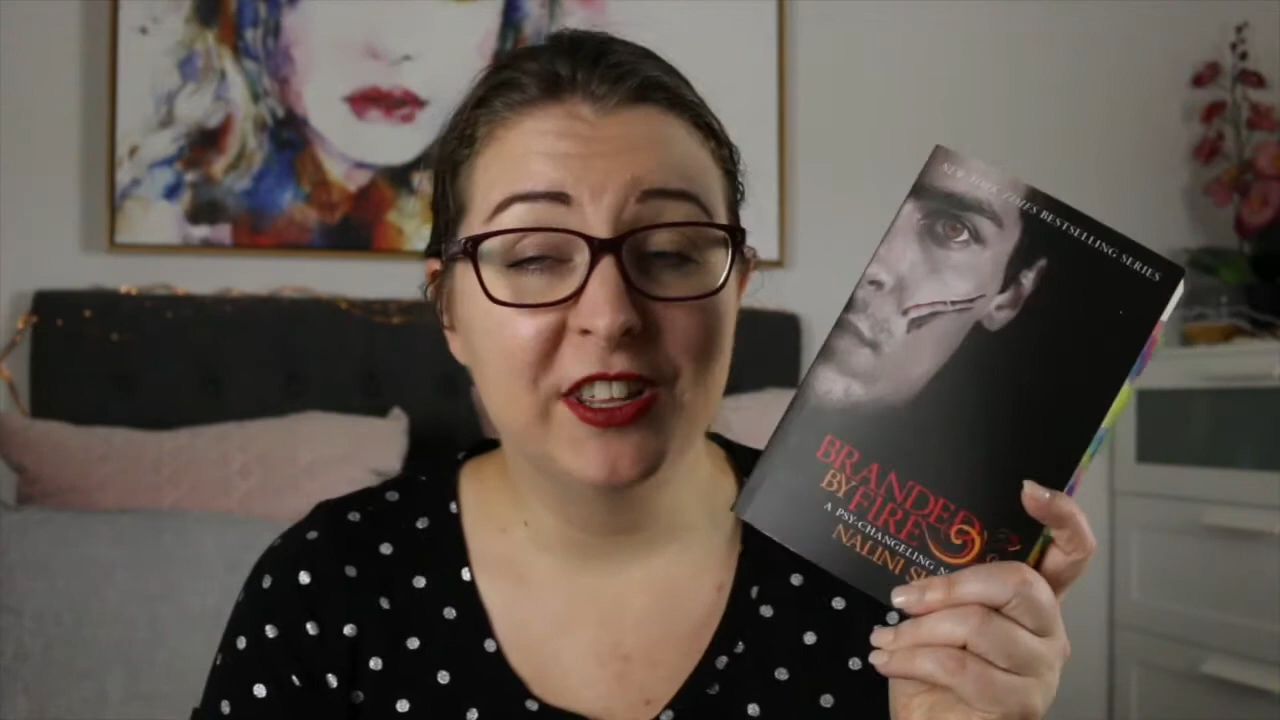 NEW YORK TIMES BESTSELLING SERIES
BRANDED
BY FIRE
A PSY-CHANGELING
NALINI